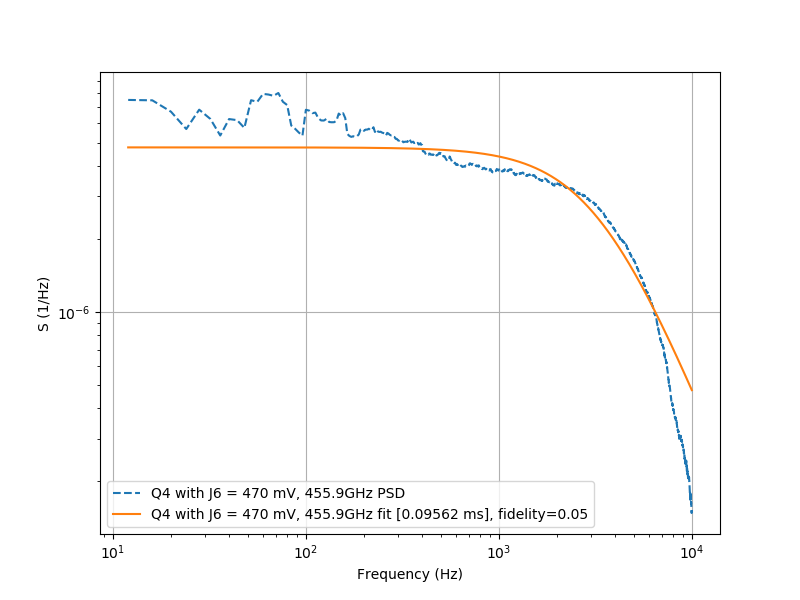 S (1/Hz)
10⁻⁶
Q4 with J6 = 470 mV, 455.9GHz PSD
Q4 with J6 = 470 mV, 455.9GHz fit [0.09562 ms], fidelity=0.05
10¹ 10² 10³ 10⁴
Frequency (Hz)